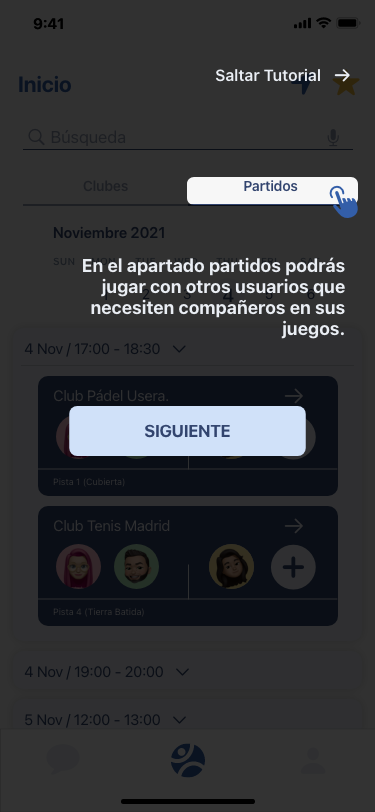 9:41
Saltar Tutorial
Inicio
Búsqueda
Clubes
Partidos
Noviembre 2021
SUN
En el apartado partidos podrás
jugar con otros usuarios que
necesiten compañeros en sus
juegos.
4 Nov / 17:00 - 18:30
Club Pádel Usera.
SIGUIENTE
Pista 1 (Cubierta)
Club Tenis Madrid
Pista 4 (Tierra Batida)
4 Nov / 19:00 - 20:00
5 Nov / 12:00 - 13:00